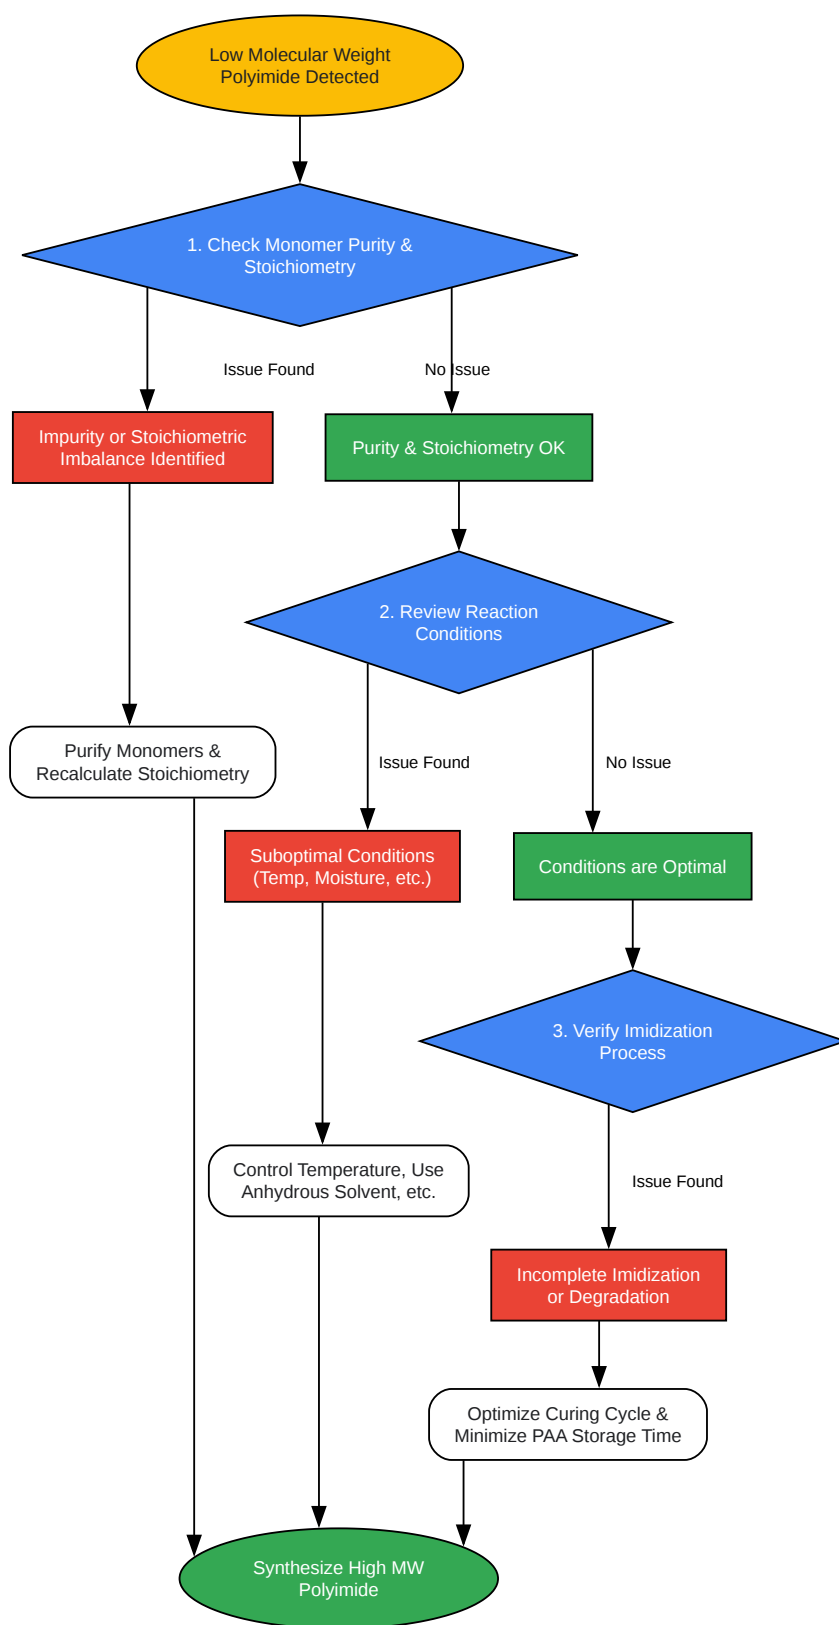 Low Molecular Weight
Polyimide Detected
1. Check Monomer Purity &
Stoichiometry
Issue Found
No Issue
Impurity or Stoichiometric
Imbalance Identified
Purity & Stoichiometry OK
2. Review Reaction
Conditions
Purify Monomers &
Recalculate Stoichiometry
Issue Found
No Issue
Suboptimal Conditions
(Temp, Moisture, etc.)
Conditions are Optimal
3. Verify Imidization
Process
Control Temperature, Use
Anhydrous Solvent, etc.
Issue Found
Incomplete Imidization
or Degradation
Optimize Curing Cycle &
Minimize PAA Storage Time
Synthesize High MW
Polyimide